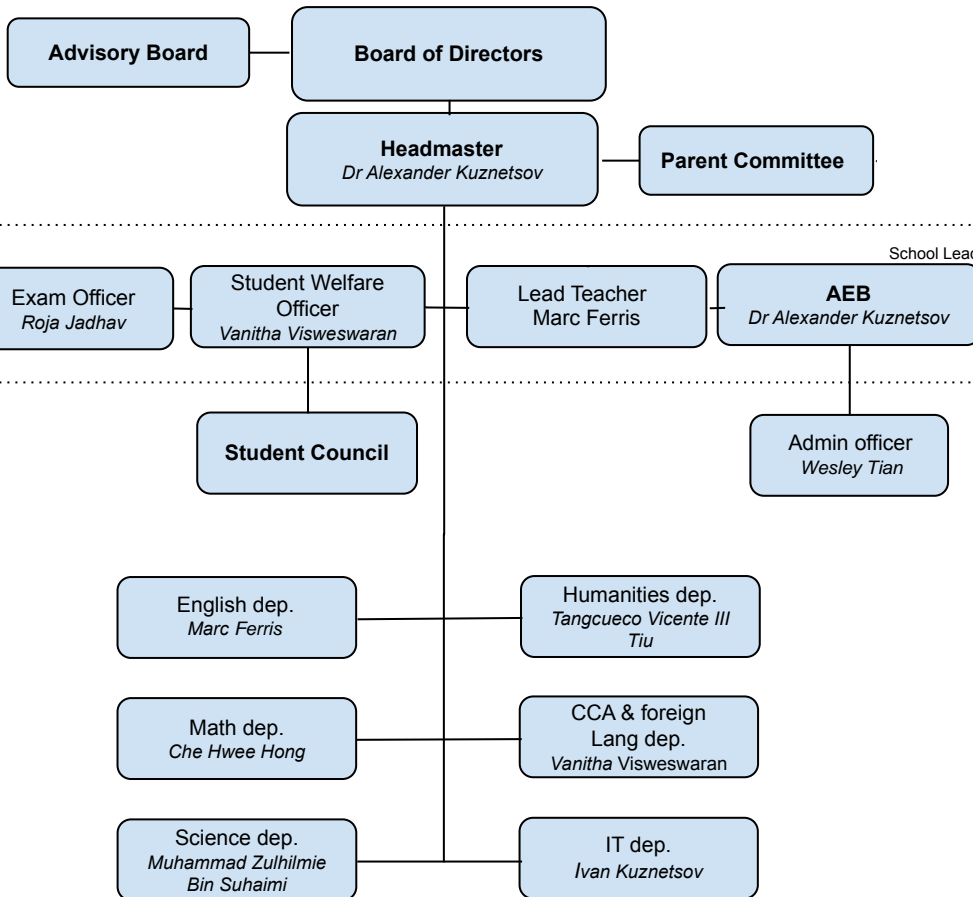 Advisory Board
Board of Directors
Headmaster
Dr Alexander Kuznetsov
Parent Committee
School Lead
Exam Officer
Roja Jadhav
Student Welfare
Officer
Vanitha Visweswaran
Lead Teacher
Marc Ferris
AEB
Dr Alexander Kuznetsov
Student Council
Admin officer
Wesley Tian
English dep.
Marc Ferris
Humanities dep.
Tangcueco Vicente III
Tiu
Math dep.
Che Hwee Hong
CCA & foreign
Lang dep.
Vanitha Visweswaran
Science dep.
Muhammad Zulhilmie
Bin Suhaimi
IT dep.
Ivan Kuznetsov